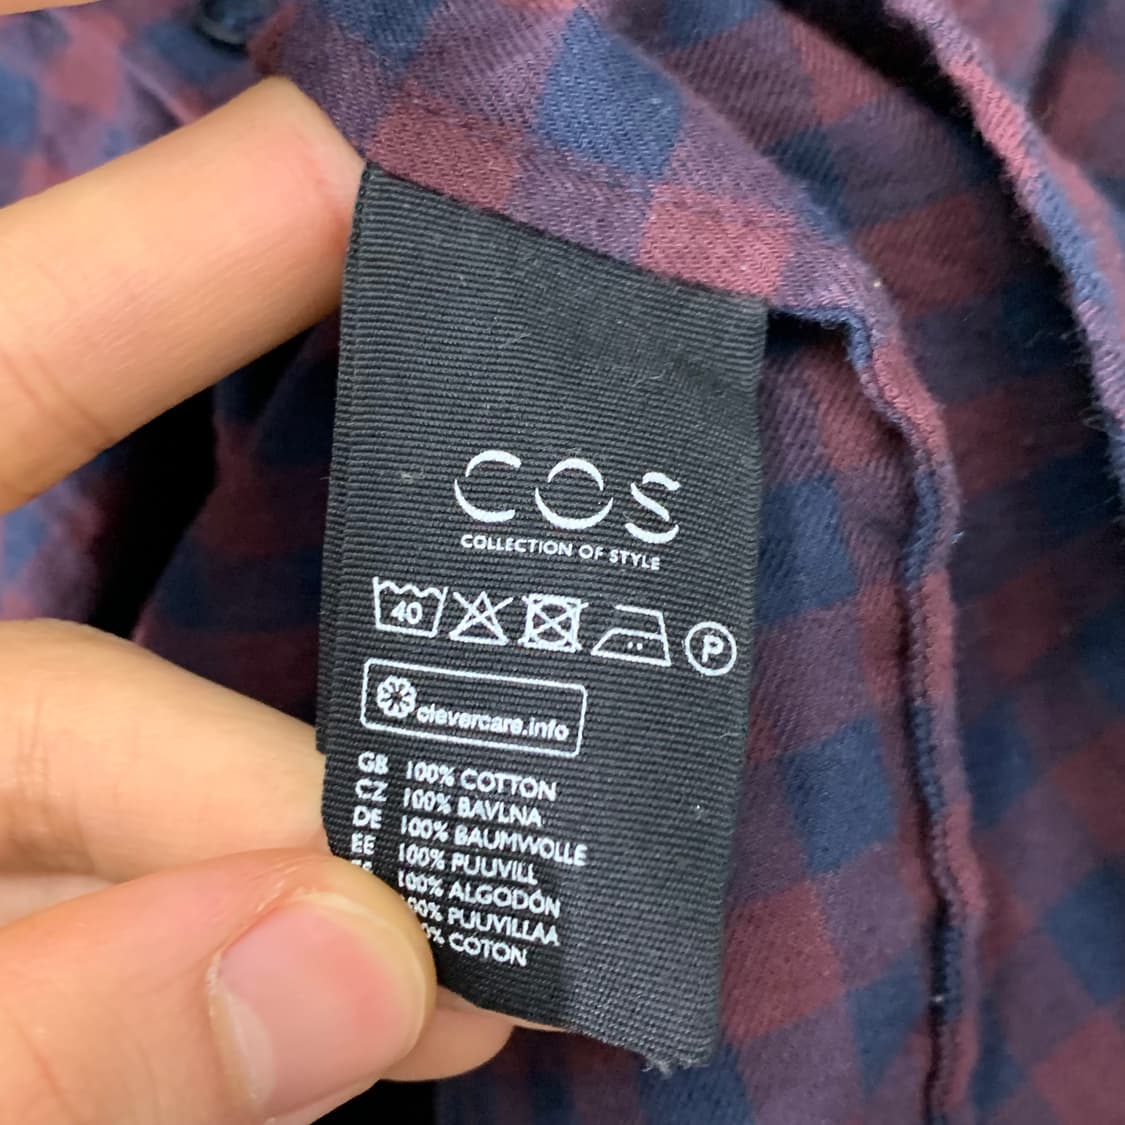 COS
COLLECTION OF STYLE
40
P
clevercare.info
GB 100% COTTON
CZ 100% BAVLNA
DE 100% BAUMWOLLE
EE 100% PUUVILL
100% ALGODÓN
PUUVILLAA
COTON